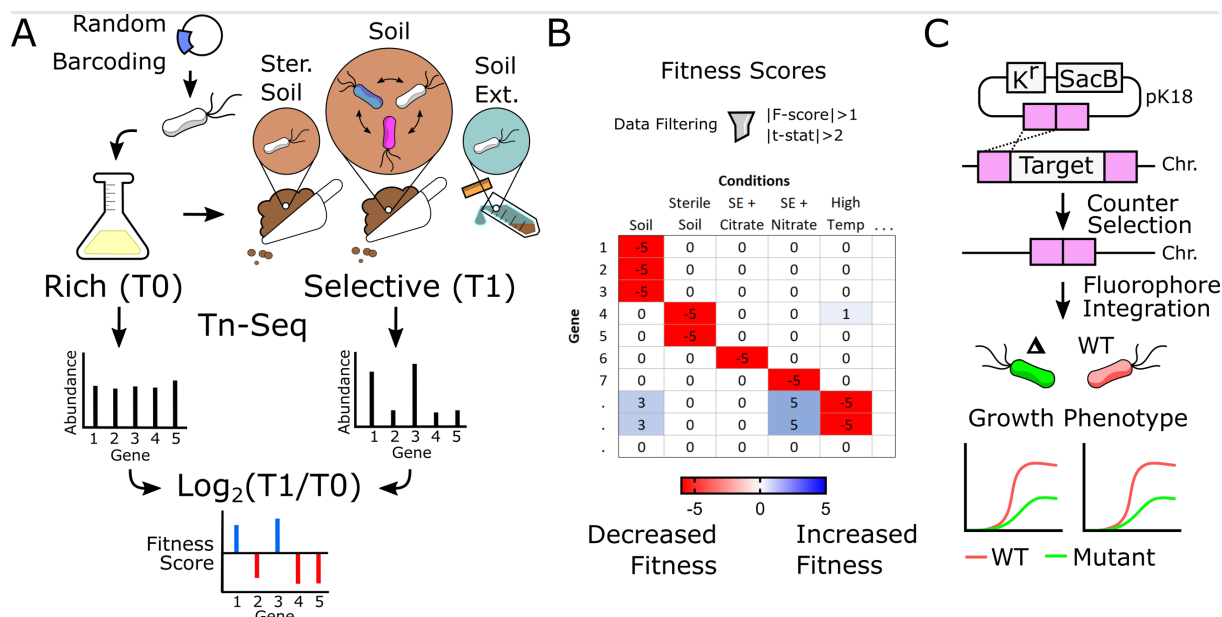 A
Random
Barcoding
Ster.
Soil
Soil
Soil
Ext.
Rich (T0)
Selective (T1)
Tn-Seq
Abundance
1 2 3 4 5
Gene
Abundance
1 2 3 4 5
Gene
Log2(T1/T0)
Fitness
Score
1 2 3 4 5
Gene
B
Fitness Scores
Data Filtering
|F-score|>1
|t-stat|>2
Conditions
Soil
Sterile
Soil
SE +
Citrate
SE +
Nitrate
High
Temp
...
Gene
1 -5 0 0 0 0
2 -5 0 0 0 0
3 -5 0 0 0 0
4 0 -5 0 0 1
5 0 -5 0 0 0
6 0 0 -5 0 0
7 0 0 0 -5 0
. 3 0 0 5 -5
. 3 0 0 5 -5
. 0 0 0 0 0
-5 0 5
Decreased
Fitness
Increased
Fitness
C
Kr SacB
pK18
Target
Chr.
Counter
Selection
Chr.
Fluorophore
Integration
Δ WT
Growth Phenotype
WT Mutant